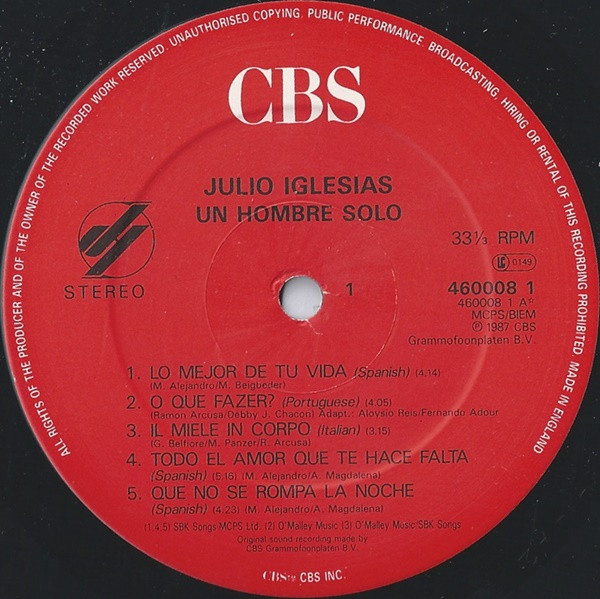 ALL RIGHTS OF THE PRODUCER AND OF THE OWNER OF THE RECORDED WORK RESERVED. UNAUTHORISED COPYING. PUBLIC PERFORMANCE. BROADCASTING, HIRING OR RENTAL OF THIS RECORDING PROHIBITED. MADE IN ENGLAND
CBS
JULIO IGLESIAS
UN HOMBRE SOLO
STEREO
33⅓ RPM
LC 0149
1
460008 1
460008 1 A
MCPS/BIEM
℗ 1987 CBS
Grammofoonplaten B.V.
1. LO MEJOR DE TU VIDA (Spanish) (4.14)
(M. Alejandro/M. Beigbeder)
2. O QUE FAZER? (Portuguese) (4.05)
(Ramon Arcusa/Debby J. Chacon) Adapt.: Aloysio Reis/Fernando Adour
3. IL MIELE IN CORPO (Italian) (3.15)
(G. Belfiore/M. Panzer/R. Arcusa)
4. TODO EL AMOR QUE TE HACE FALTA
(Spanish) (5:16) (M. Alejandro/A. Magdalena)
5. QUE NO SE ROMPA LA NOCHE
(Spanish) (4.23) (M. Alejandro/A. Magdalena)
(1,4,5) SBK Songs MCPS Ltd. (2) O'Malley Music (3) O'Malley Music/SBK Songs
Original sound recording made by
CBS Grammofoonplaten B.V.
CBS CBS INC.